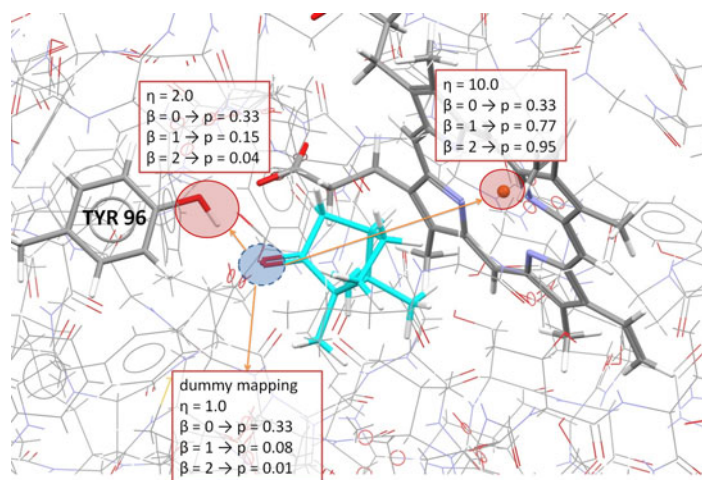 η = 2.0
β = 0 → p = 0.33
β = 1 → p = 0.15
β = 2 → p = 0.04
η = 10.0
β = 0 → p = 0.33
β = 1 → p = 0.77
β = 2 → p = 0.95
TYR 96
dummy mapping
η = 1.0
β = 0 → p = 0.33
β = 1 → p = 0.08
β = 2 → p = 0.01